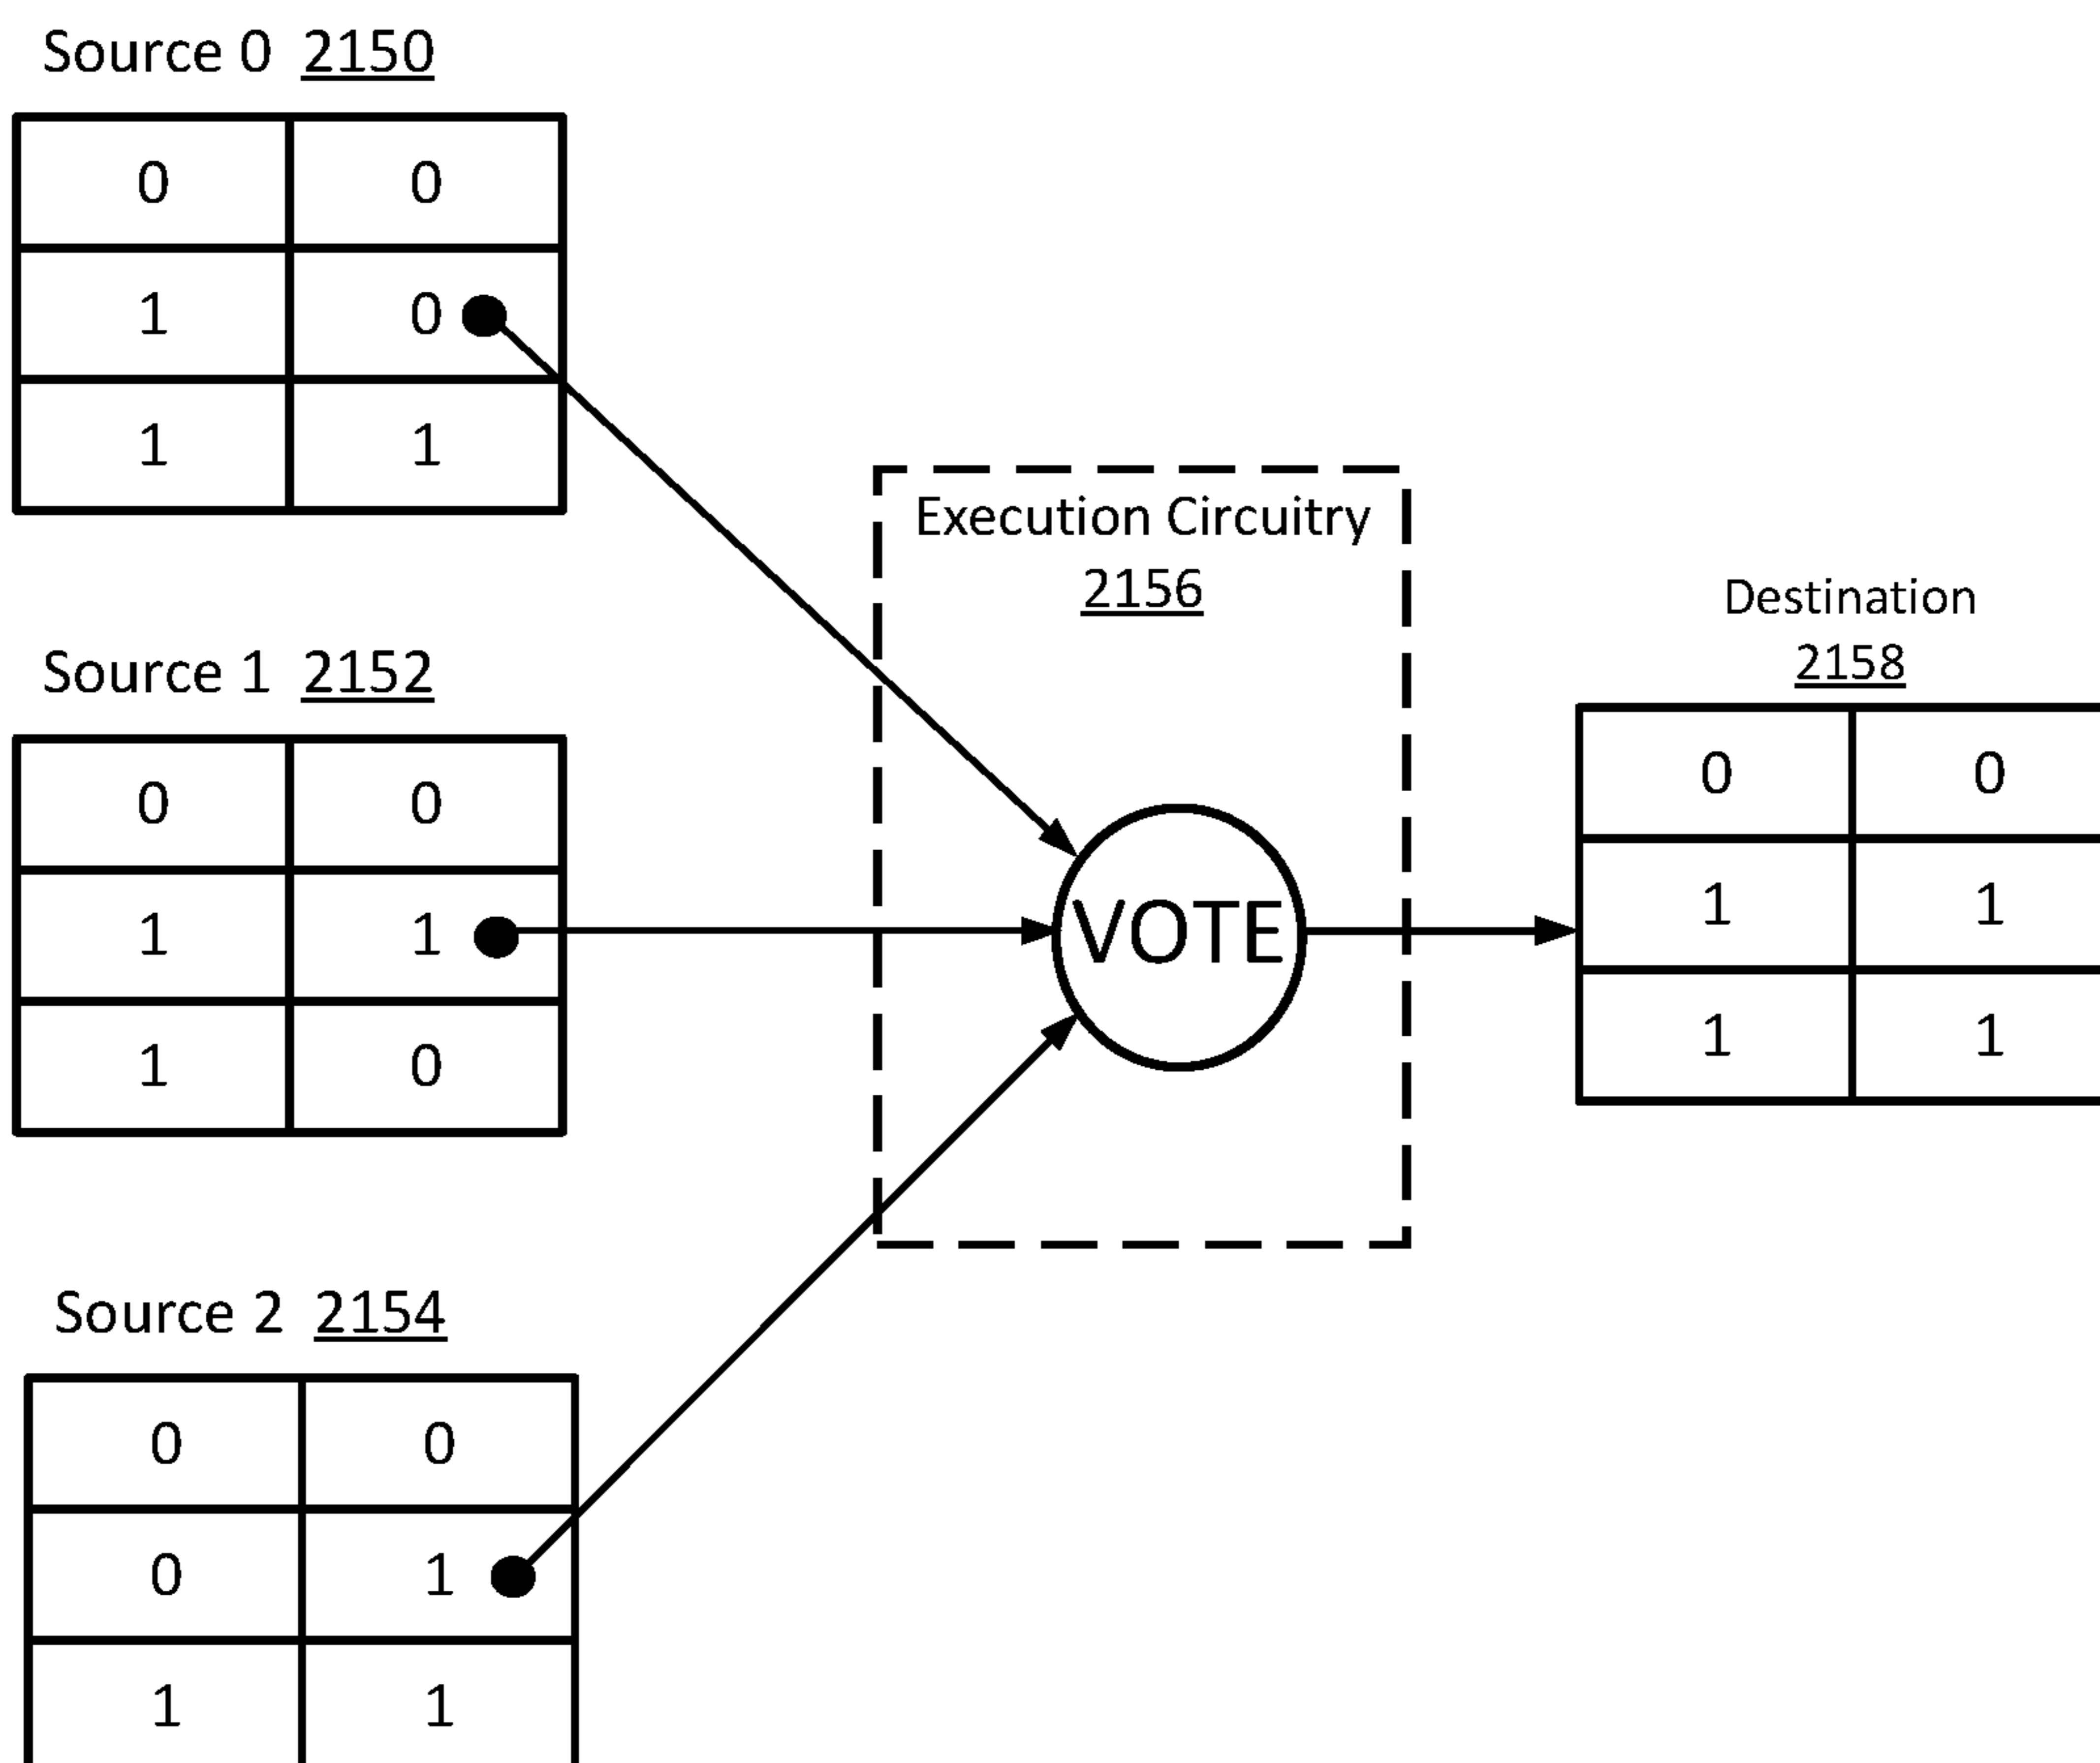 Source 0 2150
0 0
1 0
1 1
Source 1 2152
0 0
1 1
1 0
Source 2 2154
0 0
0 1
1 1
Execution Circuitry
2156
VOTE
Destination
2158
0 0
1 1
1 1